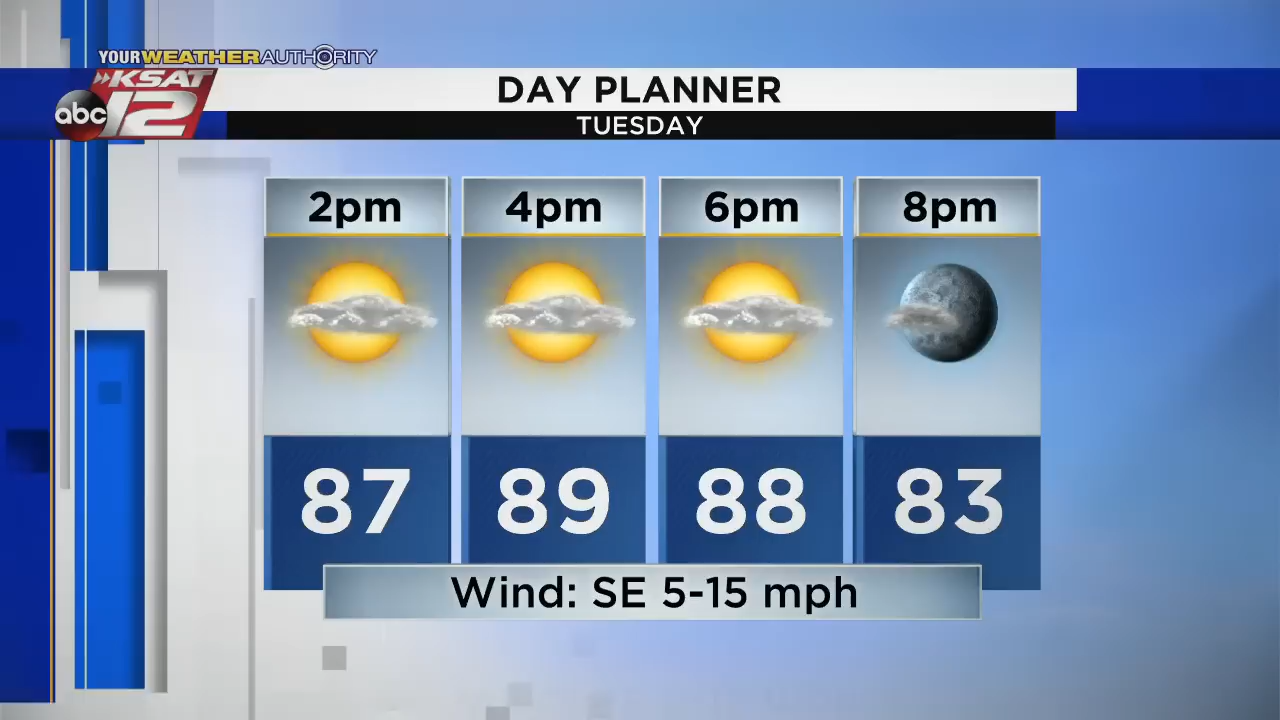 YOURWEATHERAUTHORITY
KSAT
abc 12
DAY PLANNER
TUESDAY
2pm 4pm 6pm 8pm
87 89 88 83
Wind: SE 5-15 mph